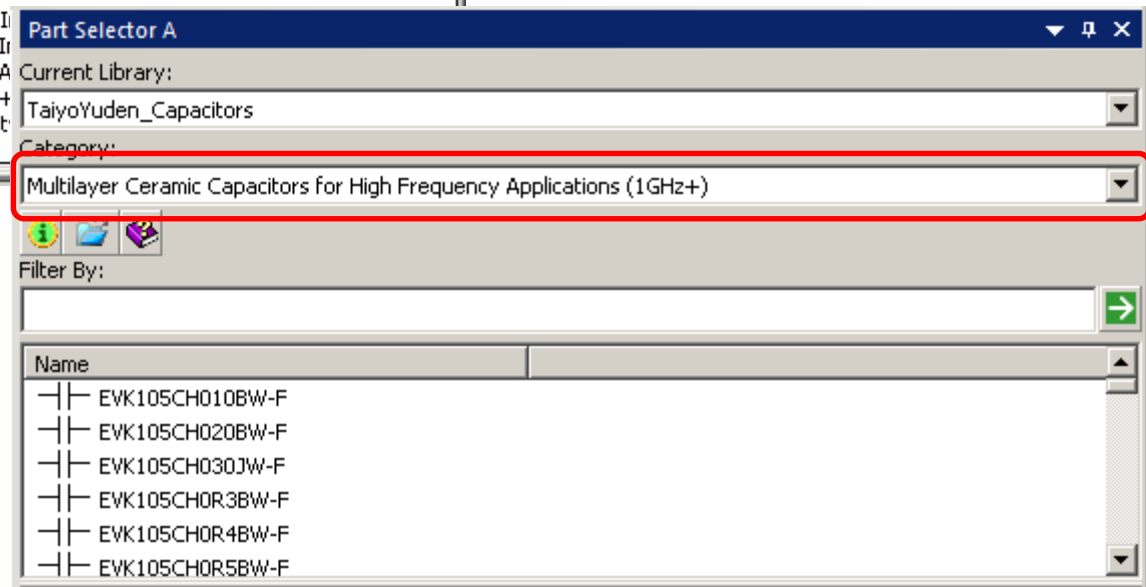 Part Selector A
Current Library:
TaiyoYuden_Capacitors
Category:
Multilayer Ceramic Capacitors for High Frequency Applications (1GHz+)
Filter By:
Name
EVK105CH010BW-F
EVK105CH020BW-F
EVK105CH030JW-F
EVK105CH0R3BW-F
EVK105CH0R4BW-F
EVK105CH0R5BW-F